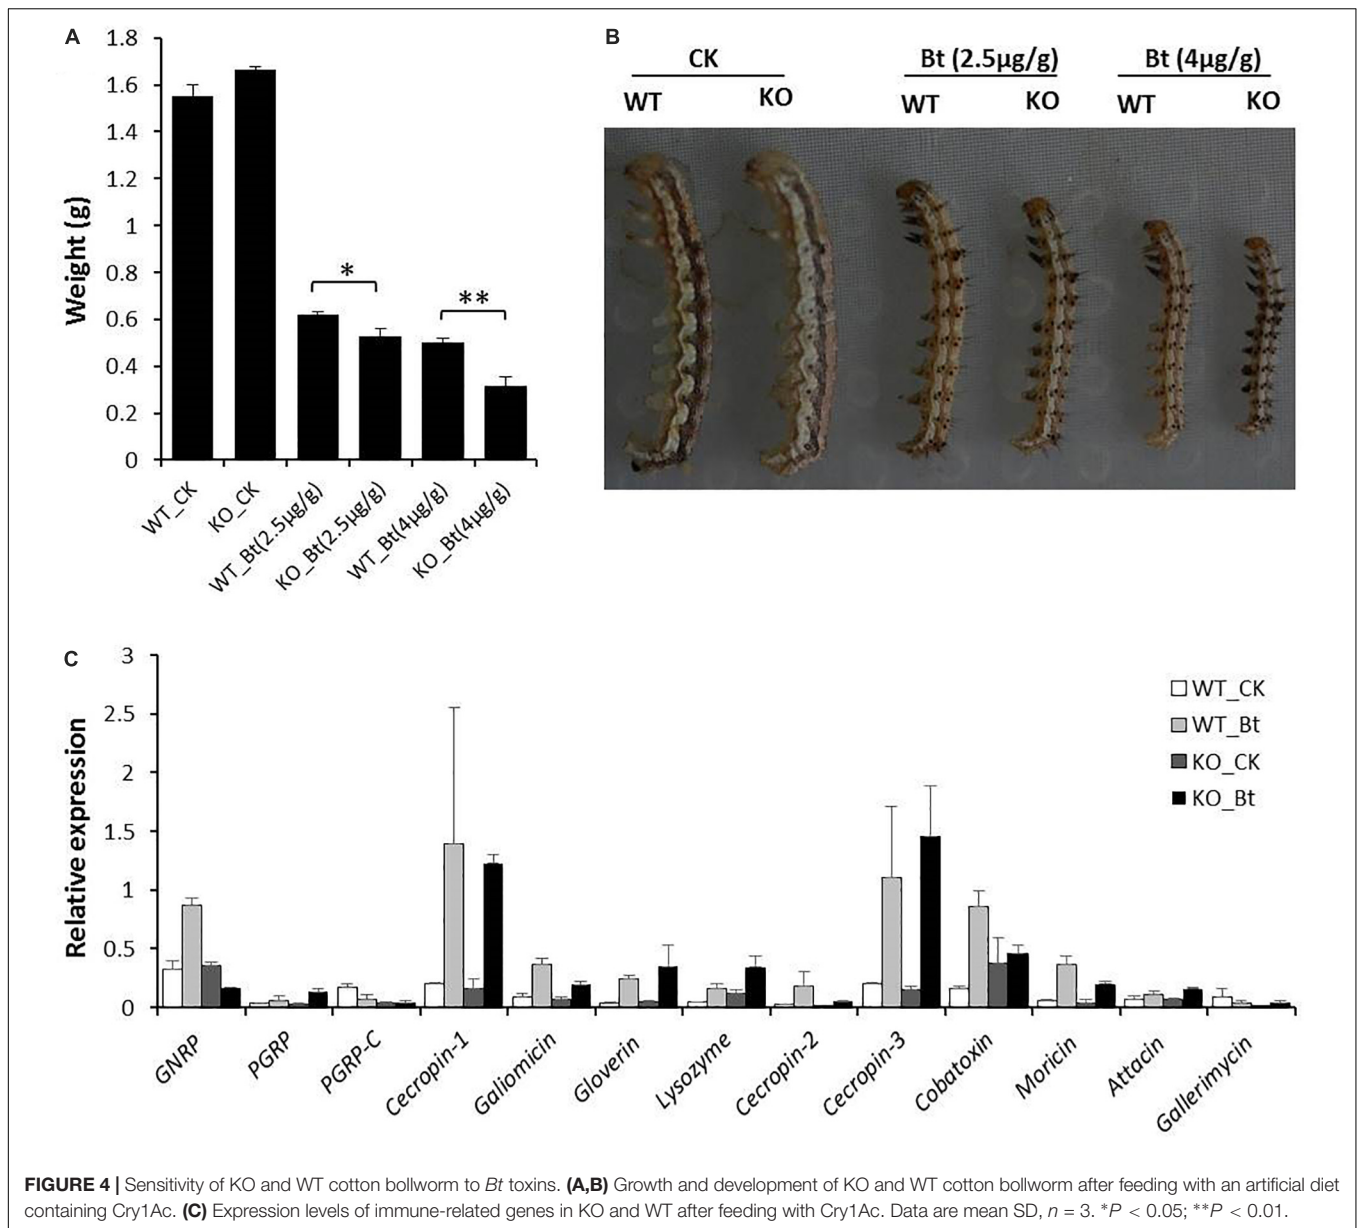 A
1.8
1.6
1.4
1.2
1
0.8
0.6
0.4
0.2
0
Weight (g)
*
**
WT_CK
KO_CK
WT_Bt(2.5µg/g)
KO_Bt(2.5µg/g)
WT_Bt(4µg/g)
KO_Bt(4µg/g)
B
CK Bt (2.5µg/g) Bt (4µg/g)
WT KO WT KO WT KO
C
3
2.5
2
1.5
1
0.5
0
Relative expression
WT_CK
WT_Bt
KO_CK
KO_Bt
GNRP
PGRP
PGRP-C
Cecropin-1
Galiomicin
Gloverin
Lysozyme
Cecropin-2
Cecropin-3
Cobatoxin
Moricin
Attacin
Gallerimycin
FIGURE 4 | Sensitivity of KO and WT cotton bollworm to Bt toxins. (A,B) Growth and development of KO and WT cotton bollworm after feeding with an artificial diet
containing Cry1Ac. (C) Expression levels of immune-related genes in KO and WT after feeding with Cry1Ac. Data are mean SD, n = 3. *P < 0.05; **P < 0.01.